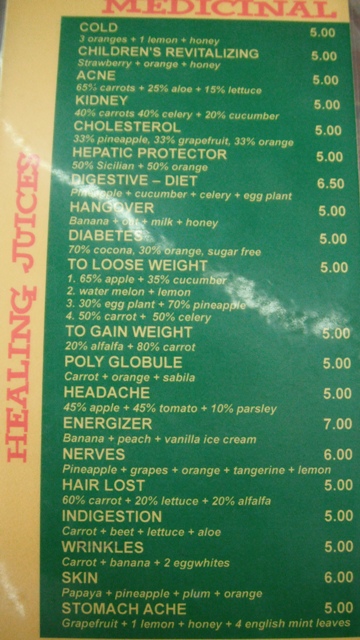 MEDICINAL
HEALING JUICES
COLD 5.00
3 oranges + 1 lemon + honey
CHILDREN'S REVITALIZING 5.00
Strawberry + orange + honey
ACNE 5.00
65% carrots + 25% aloe + 15% lettuce
KIDNEY 5.00
40% carrots 40% celery + 20% cucumber
CHOLESTEROL 5.00
33% pineapple, 33% grapefruit, 33% orange
HEPATIC PROTECTOR 5.00
50% Sicilian + 50% orange
DIGESTIVE – DIET 6.50
Pineapple + cucumber + celery + egg plant
HANGOVER 5.00
Banana + oat + milk + honey
DIABETES 5.00
70% cocona, 30% orange, sugar free
TO LOOSE WEIGHT 5.00
1. 65% apple + 35% cucumber
2. water melon + lemon
3. 30% egg plant + 70% pineapple
4. 50% carrot + 50% celery
TO GAIN WEIGHT 5.00
20% alfalfa + 80% carrot
POLY GLOBULE 5.00
Carrot + orange + sabila
HEADACHE 5.00
45% apple + 45% tomato + 10% parsley
ENERGIZER 7.00
Banana + peach + vanilla ice cream
NERVES 6.00
Pineapple + grapes + orange + tangerine + lemon
HAIR LOST 5.00
60% carrot + 20% lettuce + 20% alfalfa
INDIGESTION 5.00
Carrot + beet + lettuce + aloe
WRINKLES 5.00
Carrot + banana + 2 eggwhites
SKIN 6.00
Papaya + pineapple + plum + orange
STOMACH ACHE 5.00
Grapefruit + 1 lemon + honey + 4 english mint leaves